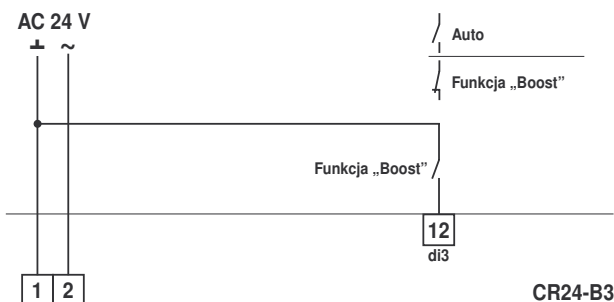 AC 24 V
⊥ ~
Auto
Funkcja „Boost”
Funkcja „Boost”
12
di3
1 2
CR24-B3